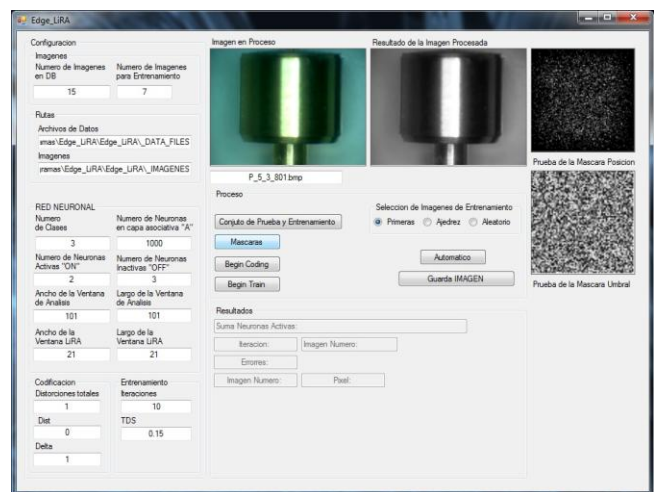 Edge_LiRA
Configuracion
Imagenes
Numero de Imagenes en DB
15
Numero de Imagenes para Entrenamiento
7
Rutas
Archivos de Datos
\Edge_LiRA\Edge_LiRA\_DATA_FILES
Imagenes
\Edge_LiRA\Edge_LiRA\_IMAGENES
RED NEURONAL
Numero de Clases
3
Numero de Neuronas en capa asociativa "A"
1000
Numero de Neuronas Activas "ON"
2
Numero de Neuronas Inactivas "OFF"
3
Ancho de la Ventana de Analisis
101
Largo de la Ventana de Analisis
101
Ancho de la Ventana LiRA
21
Largo de la Ventana LiRA
21
Codificacion
Distorciones totales
1
Dist
0
Delta
1
Entrenamiento
Iteraciones
10
TDS
0.15
Imagen en Proceso
P_5_3_801.bmp
Resultado de la Imagen Procesada
Proceso
Conjuto de Prueba y Entrenamiento
Mascaras
Begin Coding
Begin Train
Seleccion de Imagenes de Entrenamiento
Primeras
Ajedrez
Aleatorio
Automatico
Guarda IMAGEN
Resultados
Suma Neuronas Activas:
Iteracion:
Imagen Numero:
Errorres:
Imagen Numero:
Pixel:
Prueba de la Mascara Posicion
Prueba de la Mascara Umbral